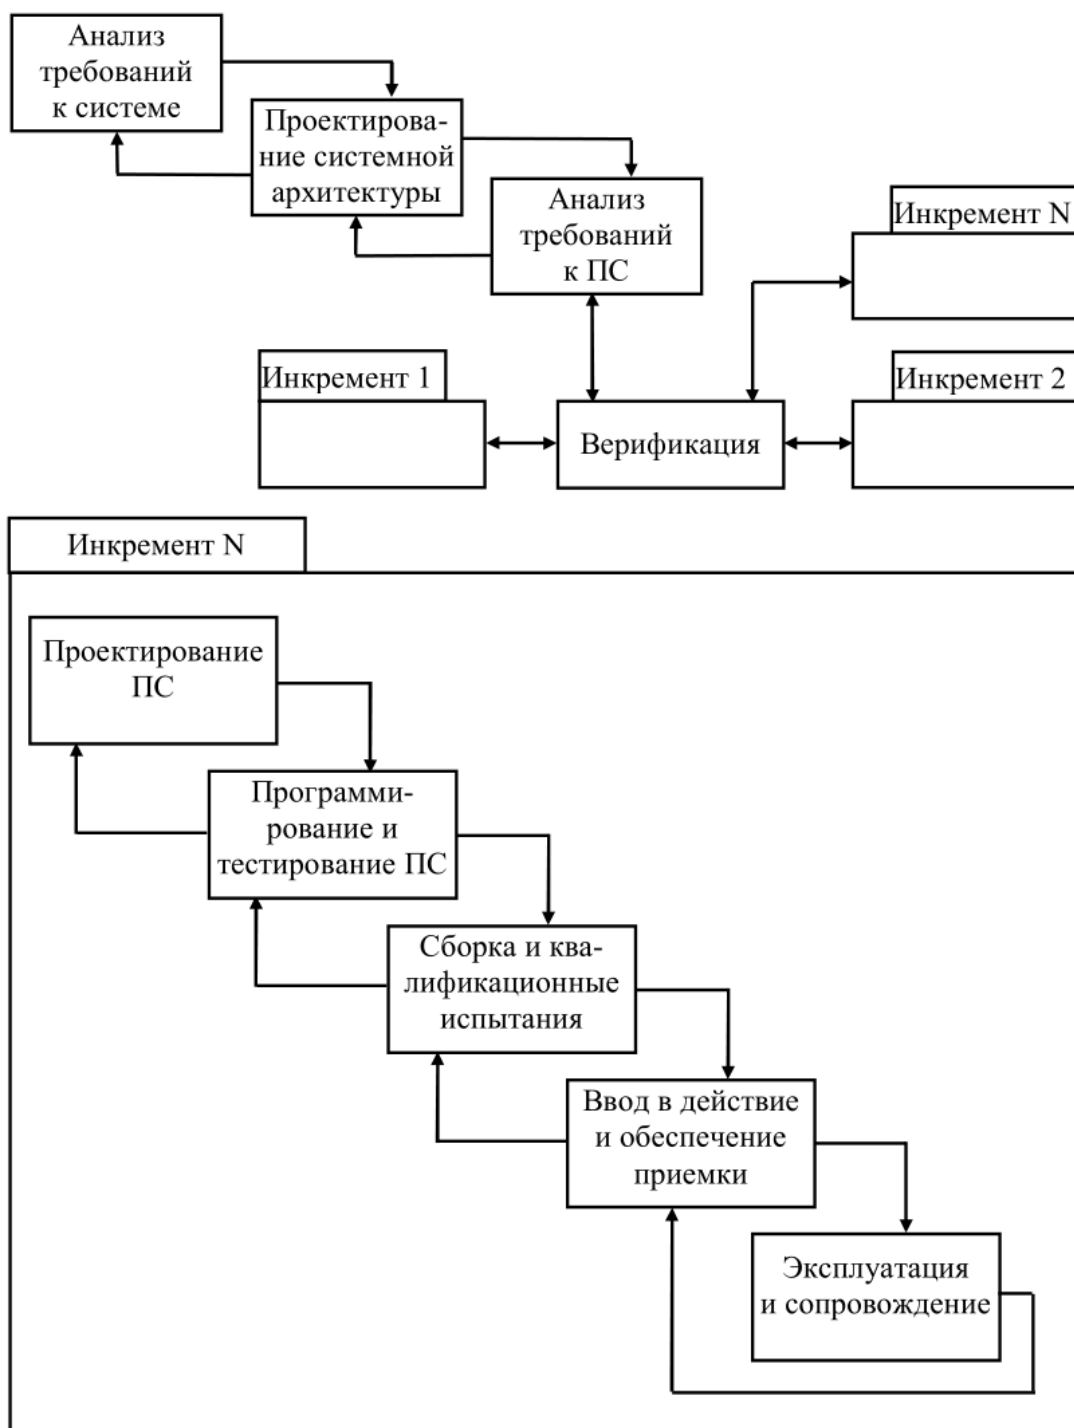 Анализ
требований
к системе
Проектирова-
ние системной
архитектуры
Анализ
требований
к ПС
Инкремент N
Инкремент 1
Инкремент 2
Верификация
Инкремент N
Проектирование
ПС
Программи-
рование и
тестирование ПС
Сборка и ква-
лификационные
испытания
Ввод в действие
и обеспечение
приемки
Эксплуатация
и сопровождение